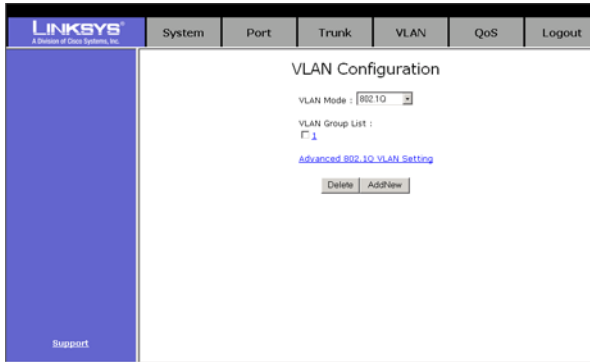 LINKSYS®
A Division of Cisco Systems, Inc.
System Port Trunk VLAN QoS Logout
VLAN Configuration
VLAN Mode : 802.1Q
VLAN Group List :
1
Advanced 802.1Q VLAN Setting
Delete AddNew
Support